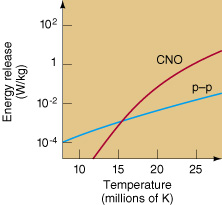 Energy release
(W/kg)
10²
1
10⁻²
10⁻⁴
CNO
p–p
10
15
20
25
Temperature
(millions of K)